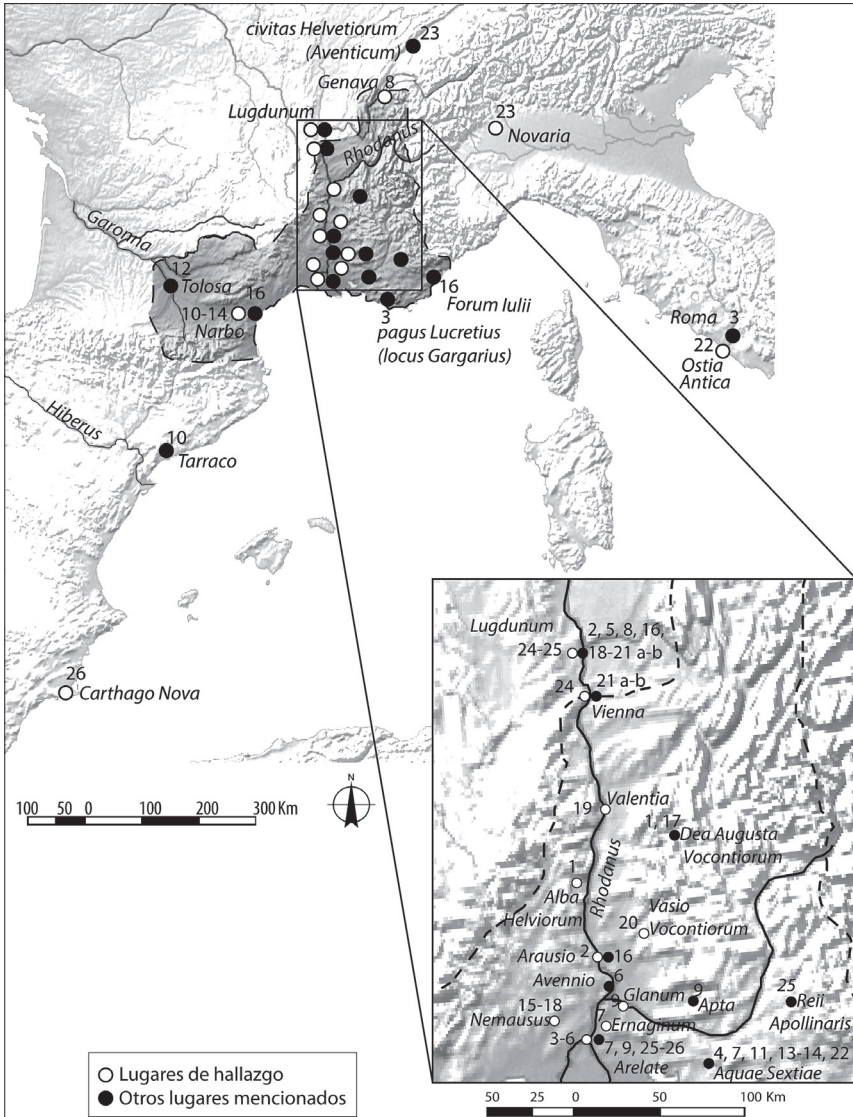 civitas Helvetiorum
(Aventicum)
23
Genava 8
Lugdunum
Rhodanus
23
Novaria
Garonna
12
Tolosa
16
10-14
Narbo
16
Forum Iulii
3
pagus Lucretius
(locus Gargarius)
Roma 3
22
Ostia
Antica
Hiberus
10
Tarraco
26
Carthago Nova
N
100 50 0 100 200 300 Km
Lugdunum
2, 5, 8, 16,
24-25
18-21 a-b
24
21 a-b
Vienna
19
Valentia
1, 17
Dea Augusta
Vocontiorum
Rhodanus
1
Alba
Helviorum
20
Vasio
Vocontiorum
Arausio 2
16
Avennio
6
9
Glanum
9
Apta
25
Reii
Apollinaris
15-18
Nemausus
7
Ernaginum
3-6
7, 9, 25-26
Arelate
4, 7, 11, 13-14, 22
Aquae Sextiae
50 25 0 50 100 Km
Lugares de hallazgo
Otros lugares mencionados